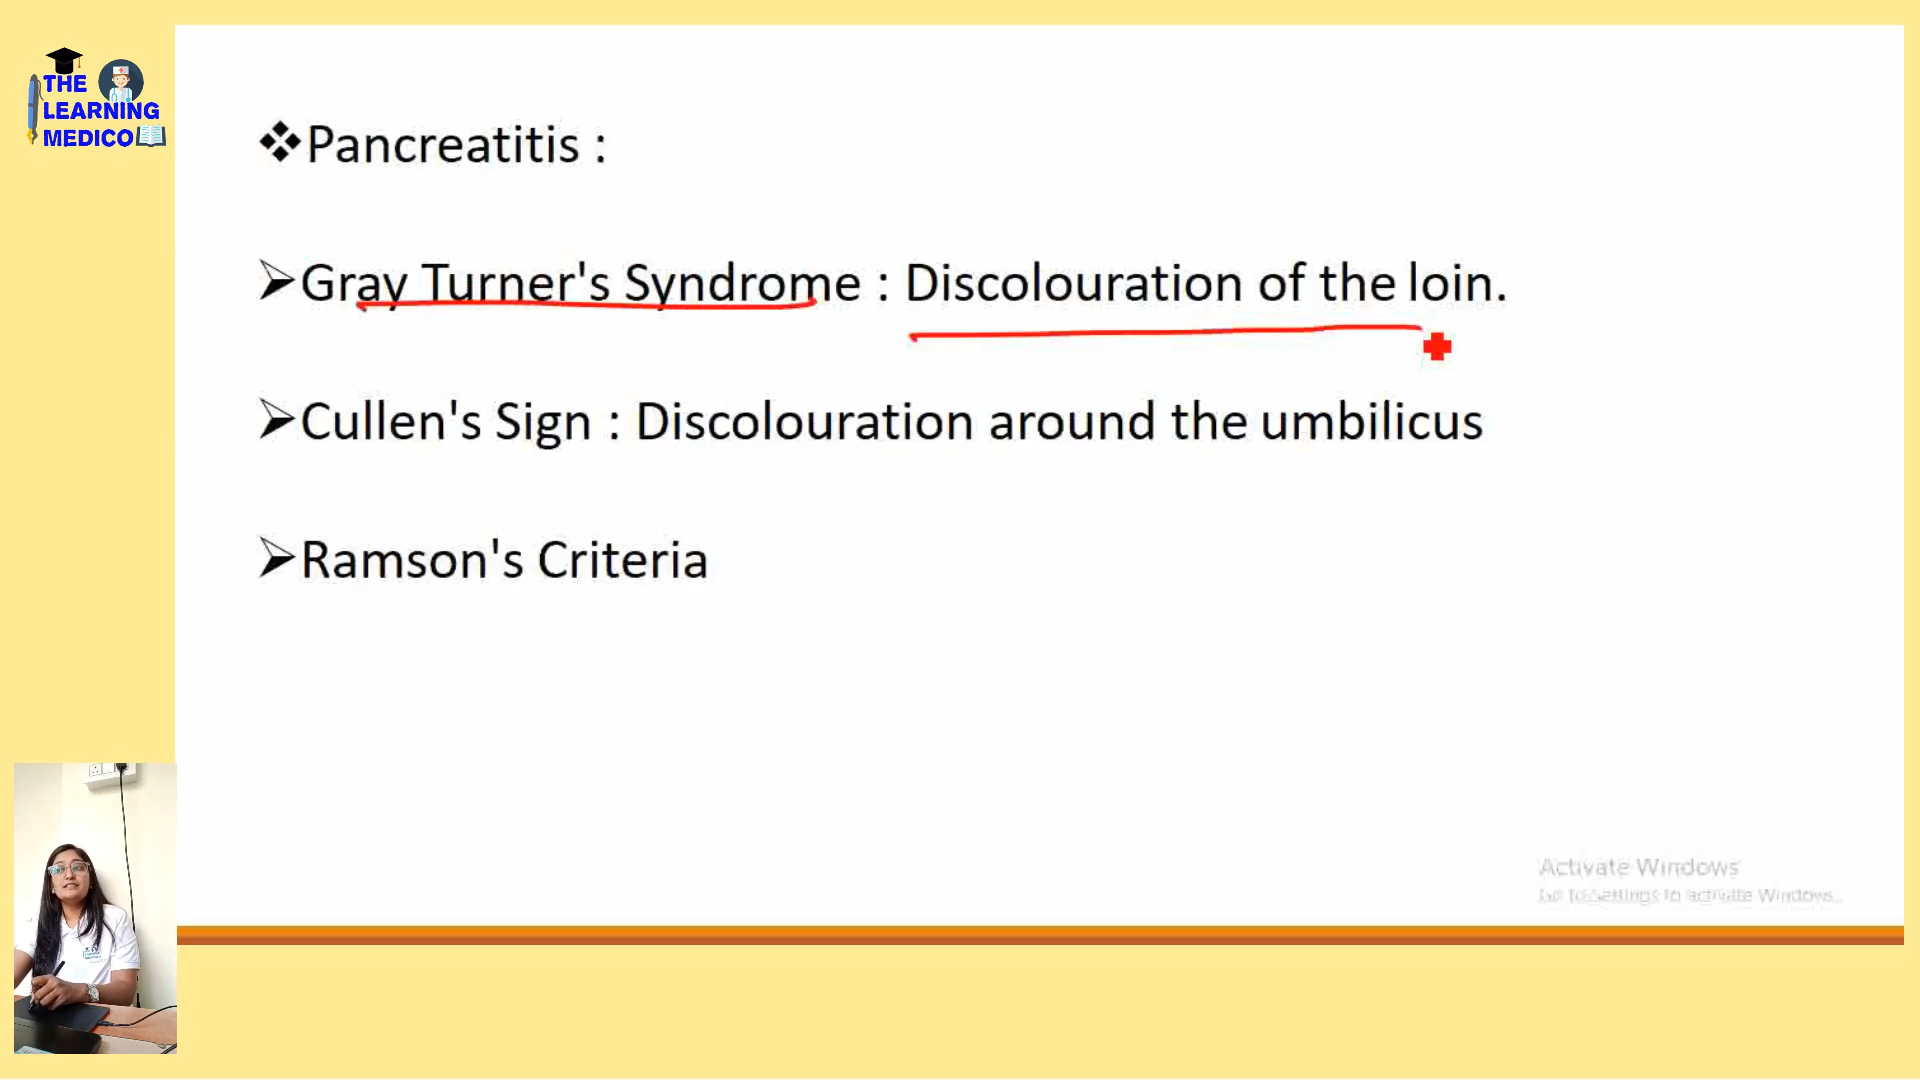 THE
LEARNING
MEDICO
Pancreatitis :
Gray Turner's Syndrome : Discolouration of the loin.
Cullen's Sign : Discolouration around the umbilicus
Ramson's Criteria
Activate Windows
Go to Settings to activate Windows.